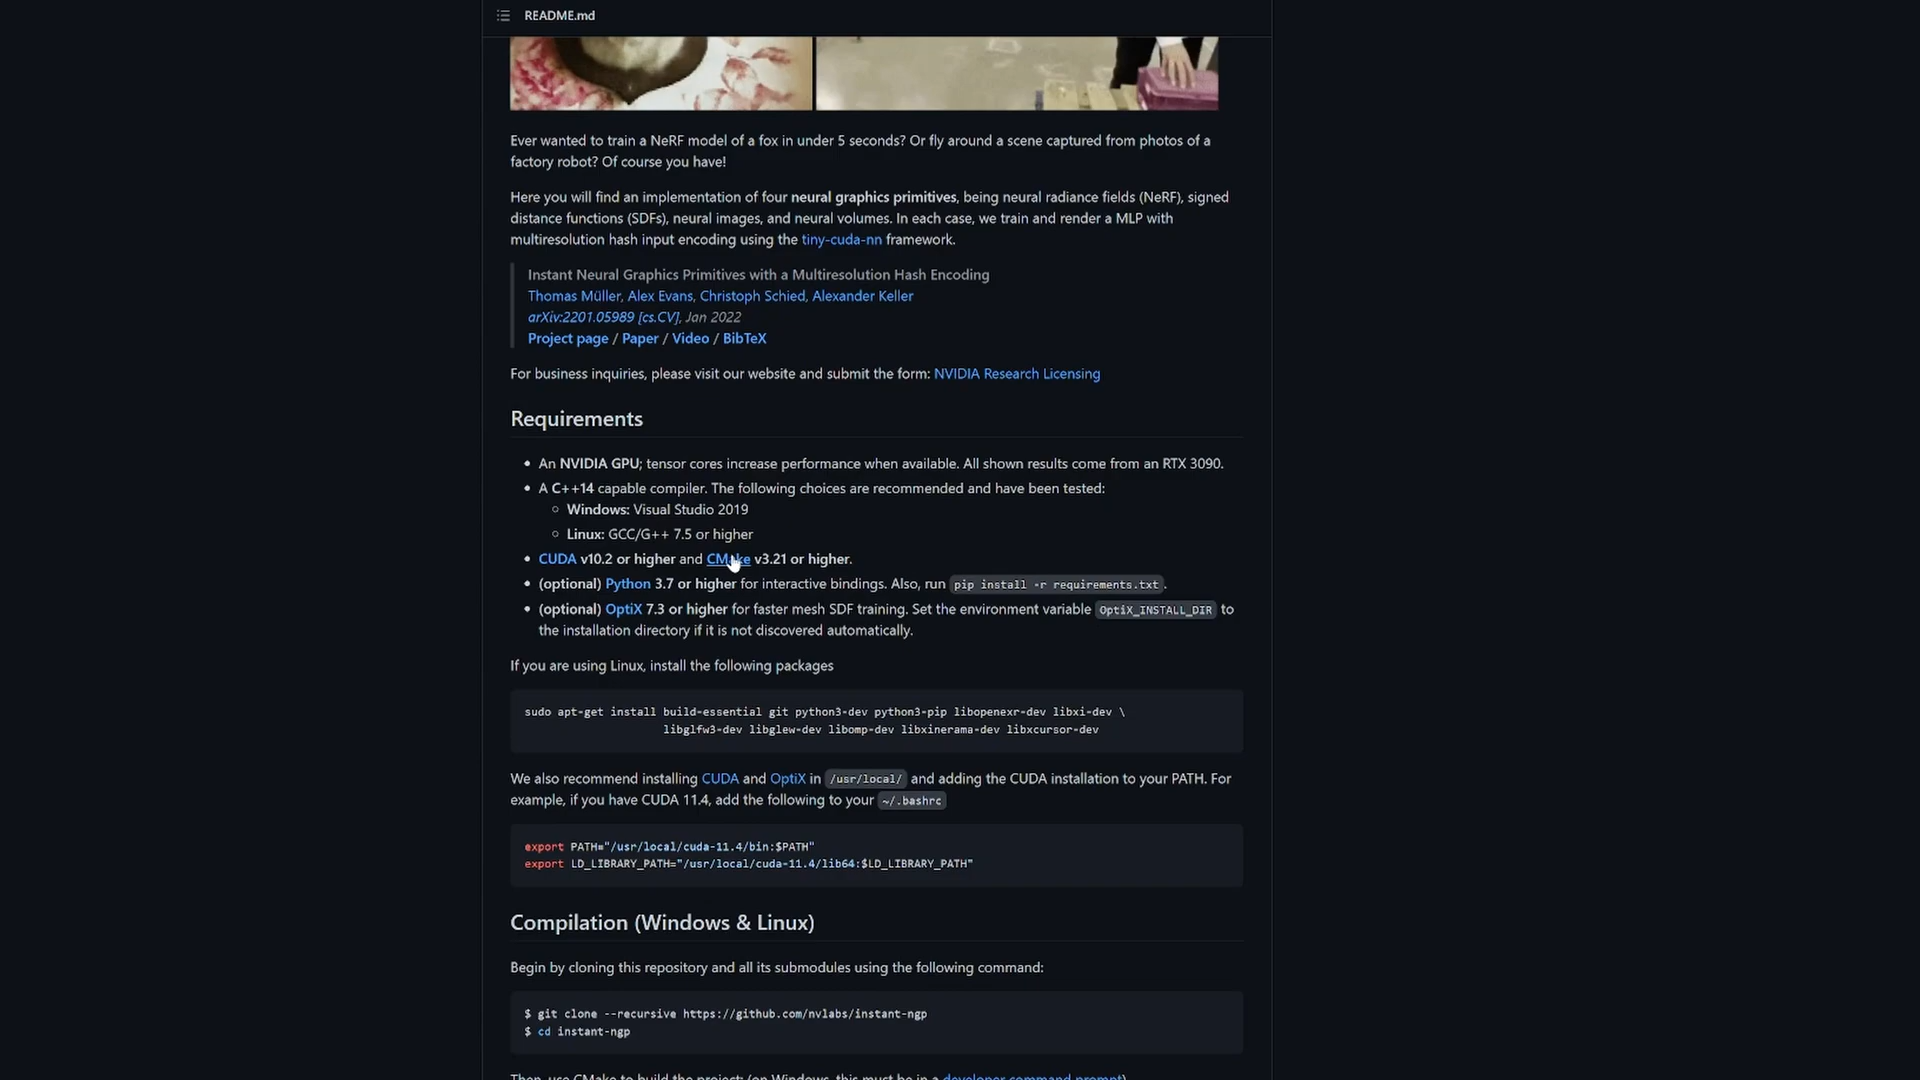 README.md
Ever wanted to train a NeRF model of a fox in under 5 seconds? Or fly around a scene captured from photos of a
factory robot? Of course you have!
Here you will find an implementation of four neural graphics primitives, being neural radiance fields (NeRF), signed
distance functions (SDFs), neural images, and neural volumes. In each case, we train and render a MLP with
multiresolution hash input encoding using the tiny-cuda-nn framework.
Instant Neural Graphics Primitives with a Multiresolution Hash Encoding
Thomas Müller, Alex Evans, Christoph Schied, Alexander Keller
arXiv:2201.05989 [cs.CV], Jan 2022
Project page / Paper / Video / BibTeX
For business inquiries, please visit our website and submit the form: NVIDIA Research Licensing
Requirements
An NVIDIA GPU; tensor cores increase performance when available. All shown results come from an RTX 3090.
A C++14 capable compiler. The following choices are recommended and have been tested:
Windows: Visual Studio 2019
Linux: GCC/G++ 7.5 or higher
CUDA v10.2 or higher and CMake v3.21 or higher.
(optional) Python 3.7 or higher for interactive bindings. Also, run pip install -r requirements.txt.
(optional) OptiX 7.3 or higher for faster mesh SDF training. Set the environment variable OptiX_INSTALL_DIR to
the installation directory if it is not discovered automatically.
If you are using Linux, install the following packages
sudo apt-get install build-essential git python3-dev python3-pip libopenexr-dev libxi-dev \
libglfw3-dev libglew-dev libomp-dev libxinerama-dev libxcursor-dev
We also recommend installing CUDA and OptiX in /usr/local/ and adding the CUDA installation to your PATH. For
example, if you have CUDA 11.4, add the following to your ~/.bashrc
export PATH="/usr/local/cuda-11.4/bin:$PATH"
export LD_LIBRARY_PATH="/usr/local/cuda-11.4/lib64:$LD_LIBRARY_PATH"
Compilation (Windows & Linux)
Begin by cloning this repository and all its submodules using the following command:
$ git clone --recursive https://github.com/nvlabs/instant-ngp
$ cd instant-ngp
Then, use CMake to build the project: (on Windows, this must be in a developer command prompt)